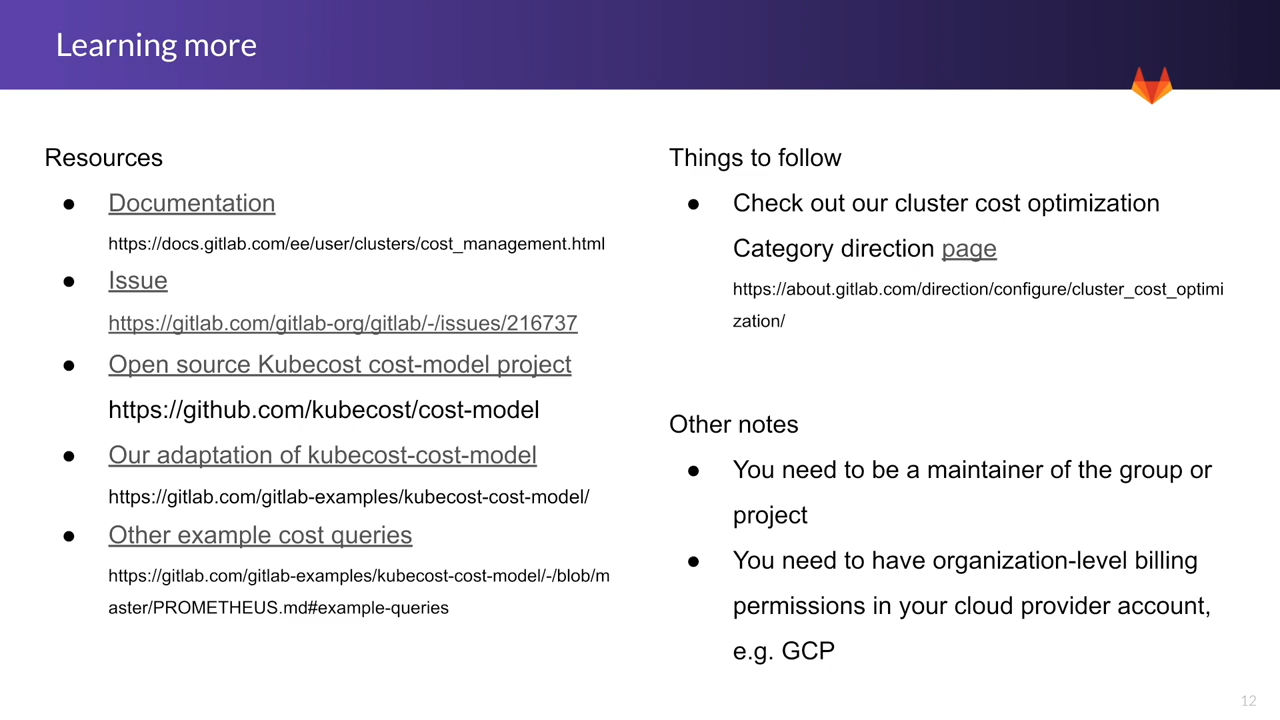 Learning more
Resources
● Documentation
https://docs.gitlab.com/ee/user/clusters/cost_management.html
● Issue
https://gitlab.com/gitlab-org/gitlab/-/issues/216737
● Open source Kubecost cost-model project
https://github.com/kubecost/cost-model
● Our adaptation of kubecost-cost-model
https://gitlab.com/gitlab-examples/kubecost-cost-model/
● Other example cost queries
https://gitlab.com/gitlab-examples/kubecost-cost-model/-/blob/m
aster/PROMETHEUS.md#example-queries
Things to follow
● Check out our cluster cost optimization
Category direction page
https://about.gitlab.com/direction/configure/cluster_cost_optimi
zation/
Other notes
● You need to be a maintainer of the group or
project
● You need to have organization-level billing
permissions in your cloud provider account,
e.g. GCP
12